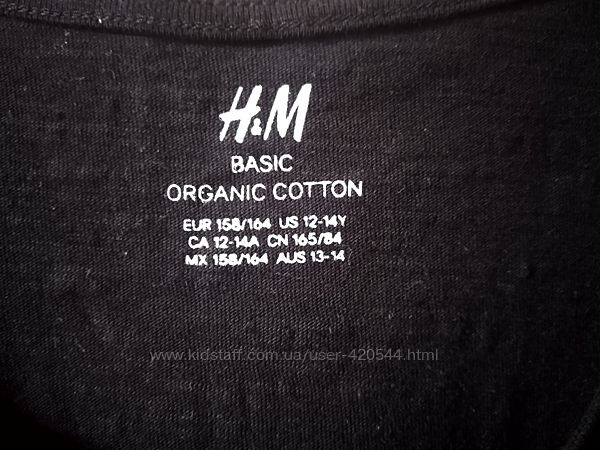 H&M
BASIC
ORGANIC COTTON
EUR 158/164 US 12-14Y
CA 12-14A CN 165/84
MX 158/164 AUS 13-14
www.kidstaff.com.ua/user-420544.html